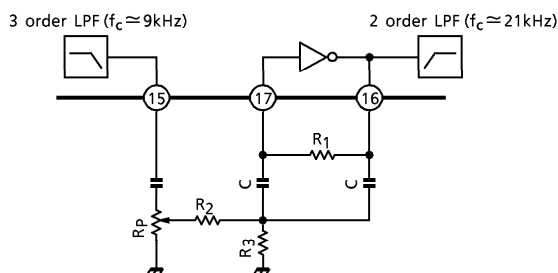 3 order LPF (fc≃9kHz)
2 order LPF (fc≃21kHz)
15
17
16
R1
C
C
R2
RP
R3